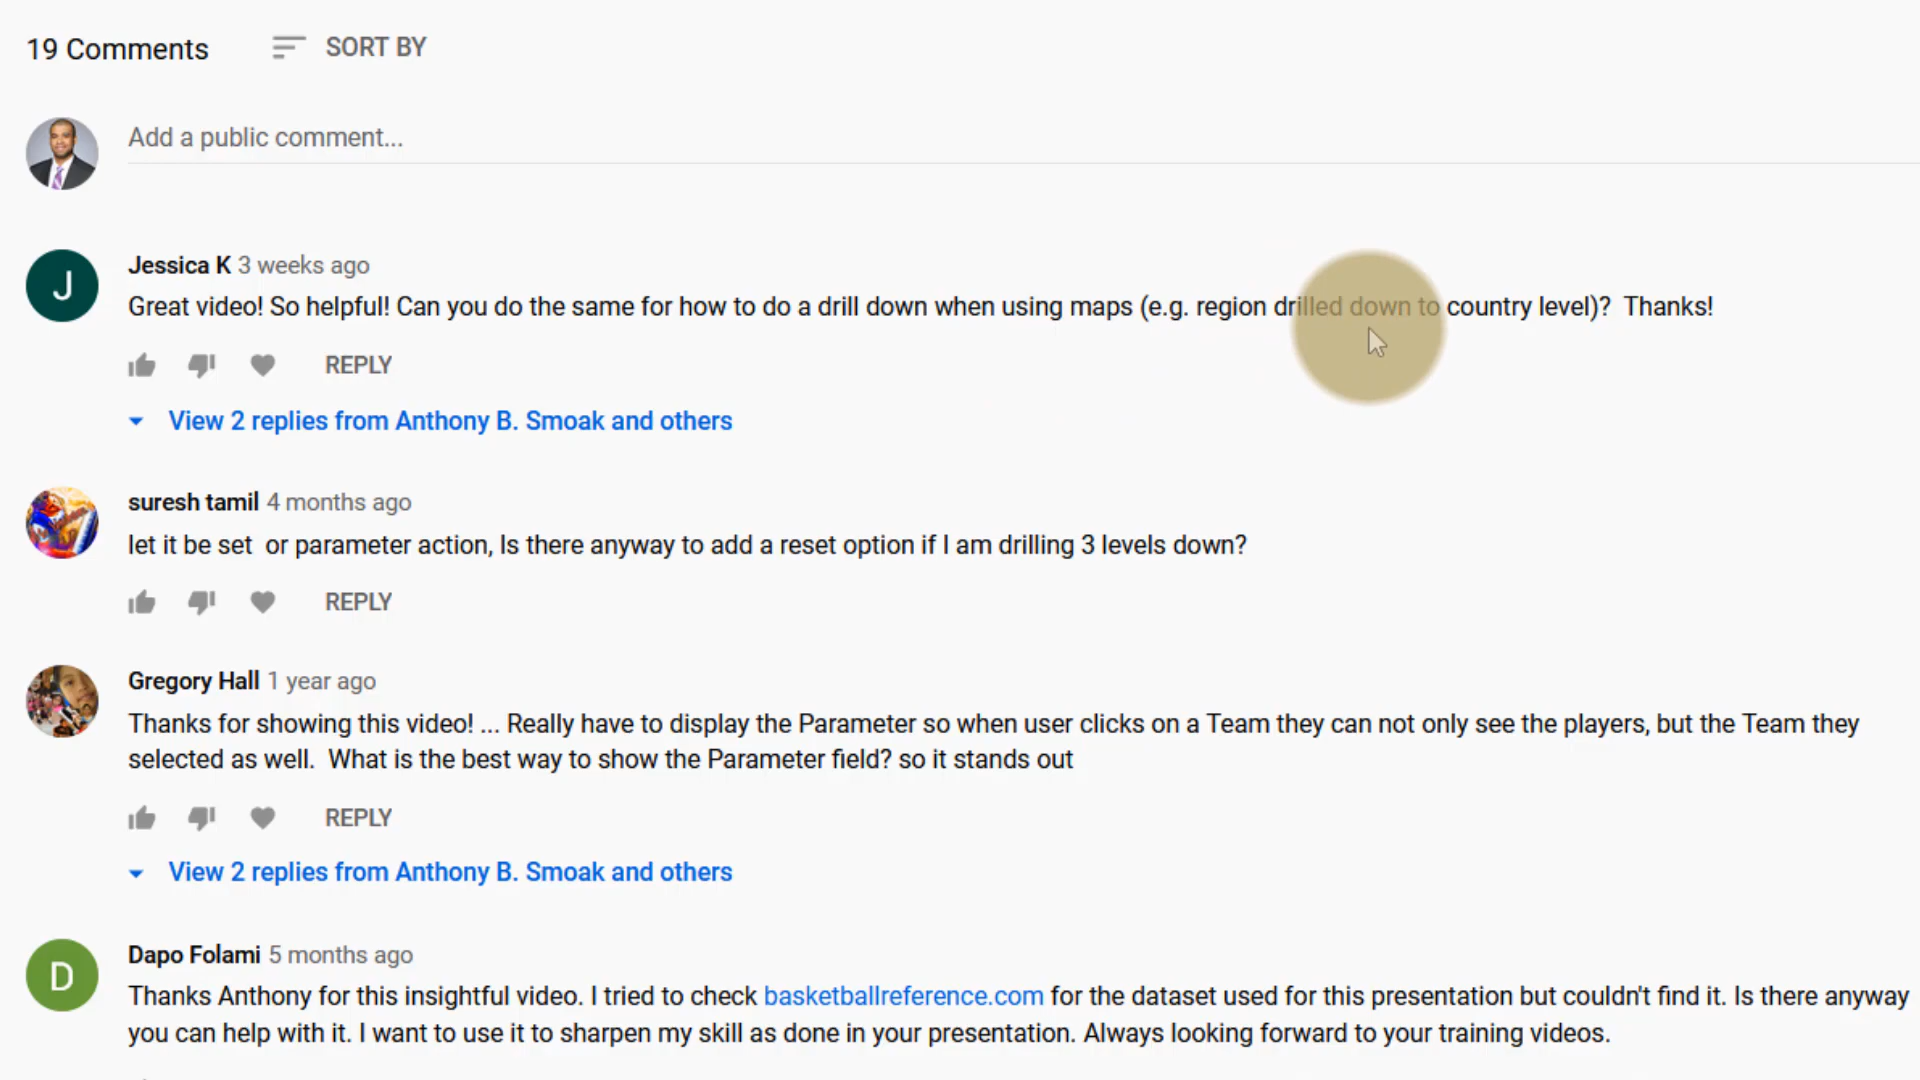 19 Comments SORT BY
Add a public comment...
J
Jessica K 3 weeks ago
Great video! So helpful! Can you do the same for how to do a drill down when using maps (e.g. region drilled down to country level)?  Thanks!
REPLY
View 2 replies from Anthony B. Smoak and others
suresh tamil 4 months ago
let it be set  or parameter action, Is there anyway to add a reset option if I am drilling 3 levels down?
REPLY
Gregory Hall 1 year ago
Thanks for showing this video! ... Really have to display the Parameter so when user clicks on a Team they can not only see the players, but the Team they
selected as well.  What is the best way to show the Parameter field? so it stands out
REPLY
View 2 replies from Anthony B. Smoak and others
D
Dapo Folami 5 months ago
Thanks Anthony for this insightful video. I tried to check basketballreference.com for the dataset used for this presentation but couldn't find it. Is there anyway
you can help with it. I want to use it to sharpen my skill as done in your presentation. Always looking forward to your training videos.